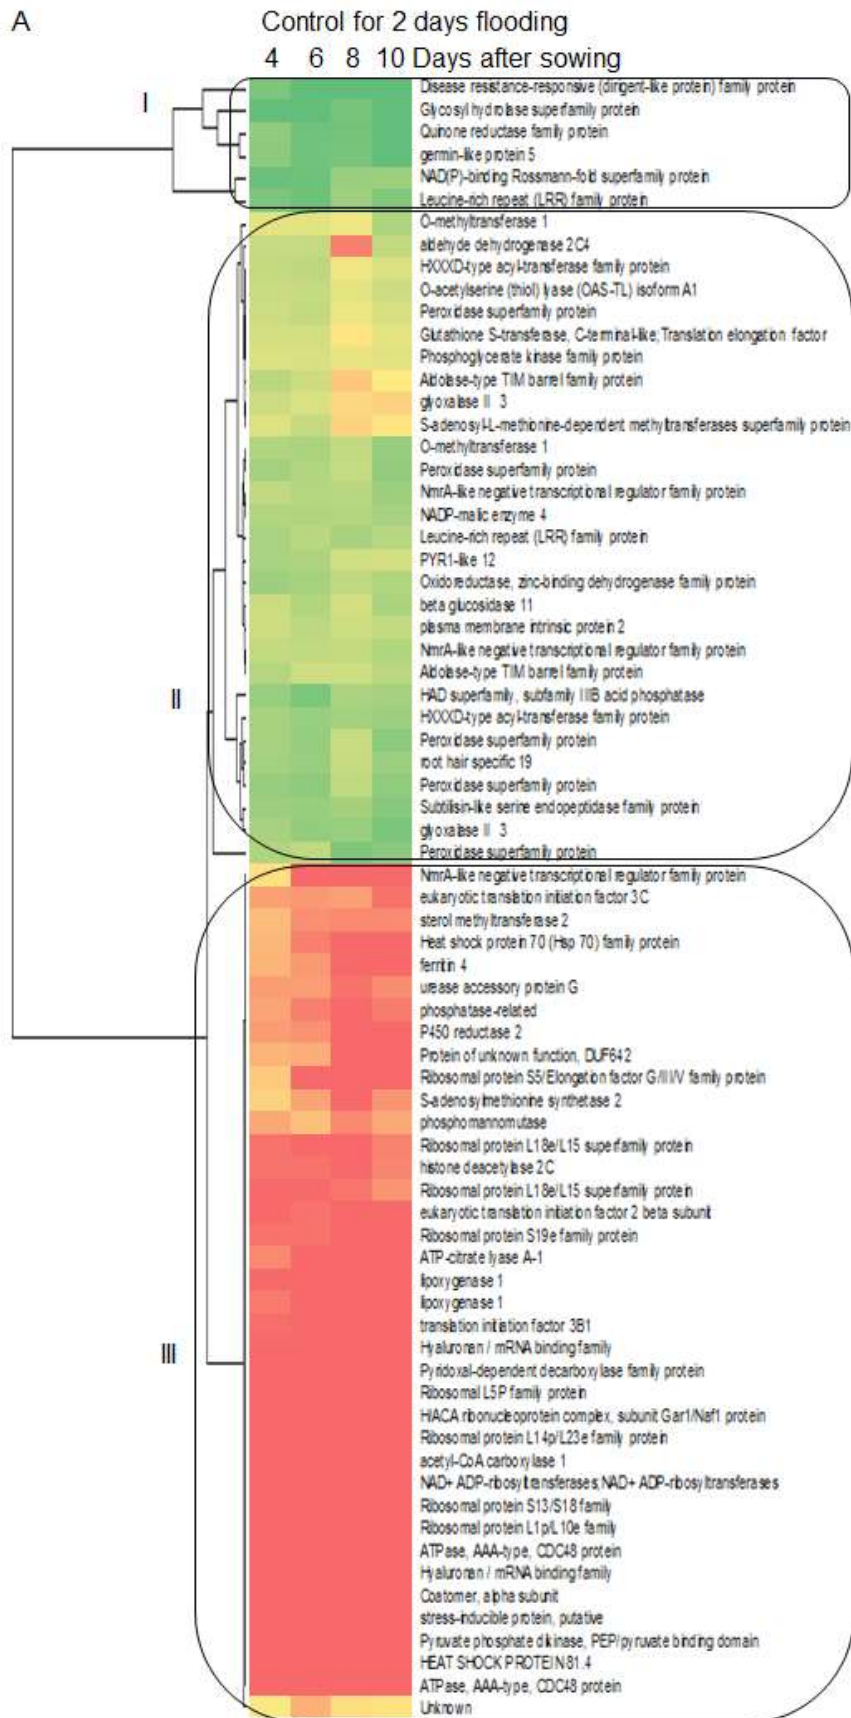 A
Control for 2 days flooding
4 6 8 10 Days after sowing
I
Disease resistance-responsive (dirigent-like protein) family protein
Glycosyl hydrolase superfamily protein
Quinone reductase family protein
germin-like protein 5
NAD(P)-binding Rossmann-fold superfamily protein
Leucine-rich repeat (LRR) family protein
O-methyltransferase 1
aldehyde dehydrogenase 2C4
HXXXD-type acyl-transferase family protein
O-acetylserine (thiol) lyase (OAS-TL) isoform A1
Peroxidase superfamily protein
Glutathione S-transferase, C-terminal-like;Translation elongation factor
Phosphoglycerate kinase family protein
Aldolase-type TIM barrel family protein
glyoxalase II 3
S-adenosyl-L-methionine-dependent methyltransferases superfamily protein
O-methyltransferase 1
Peroxidase superfamily protein
NmrA-like negative transcriptional regulator family protein
NADP-malic enzyme 4
Leucine-rich repeat (LRR) family protein
PYR1-like 12
Oxidoreductase, zinc-binding dehydrogenase family protein
beta glucosidase 11
plasma membrane intrinsic protein 2
NmrA-like negative transcriptional regulator family protein
Aldolase-type TIM barrel family protein
II
HAD superfamily, subfamily IIIB acid phosphatase
HXXXD-type acyl-transferase family protein
Peroxidase superfamily protein
root hair specific 19
Peroxidase superfamily protein
Subtilisin-like serine endopeptidase family protein
glyoxalase II 3
Peroxidase superfamily protein
NmrA-like negative transcriptional regulator family protein
eukaryotic translation initiation factor 3C
sterol methyltransferase 2
Heat shock protein 70 (Hsp 70) family protein
ferritin 4
urease accessory protein G
phosphatase-related
P450 reductase 2
Protein of unknown function, DUF642
Ribosomal protein S5/Elongation factor G/III/V family protein
S-adenosylmethionine synthetase 2
phosphomannomutase
Ribosomal protein L18e/L15 superfamily protein
histone deacetylase 2C
Ribosomal protein L18e/L15 superfamily protein
eukaryotic translation initiation factor 2 beta subunit
Ribosomal protein S19e family protein
ATP-citrate lyase A-1
lipoxygenase 1
lipoxygenase 1
translation initiation factor 3B1
III
Hyaluronan / mRNA binding family
Pyridoxal-dependent decarboxylase family protein
Ribosomal L5P family protein
H/ACA ribonucleoprotein complex, subunit Gar1/Naf1 protein
Ribosomal protein L14p/L23e family protein
acetyl-CoA carboxylase 1
NAD+ ADP-ribosyltransferases;NAD+ ADP-ribosyltransferases
Ribosomal protein S13/S18 family
Ribosomal protein L1p/L10e family
ATPase, AAA-type, CDC48 protein
Hyaluronan / mRNA binding family
Coatomer, alpha subunit
stress-inducible protein, putative
Pyruvate phosphate dikinase, PEP/pyruvate binding domain
HEAT SHOCK PROTEIN 81.4
ATPase, AAA-type, CDC48 protein
Unknown